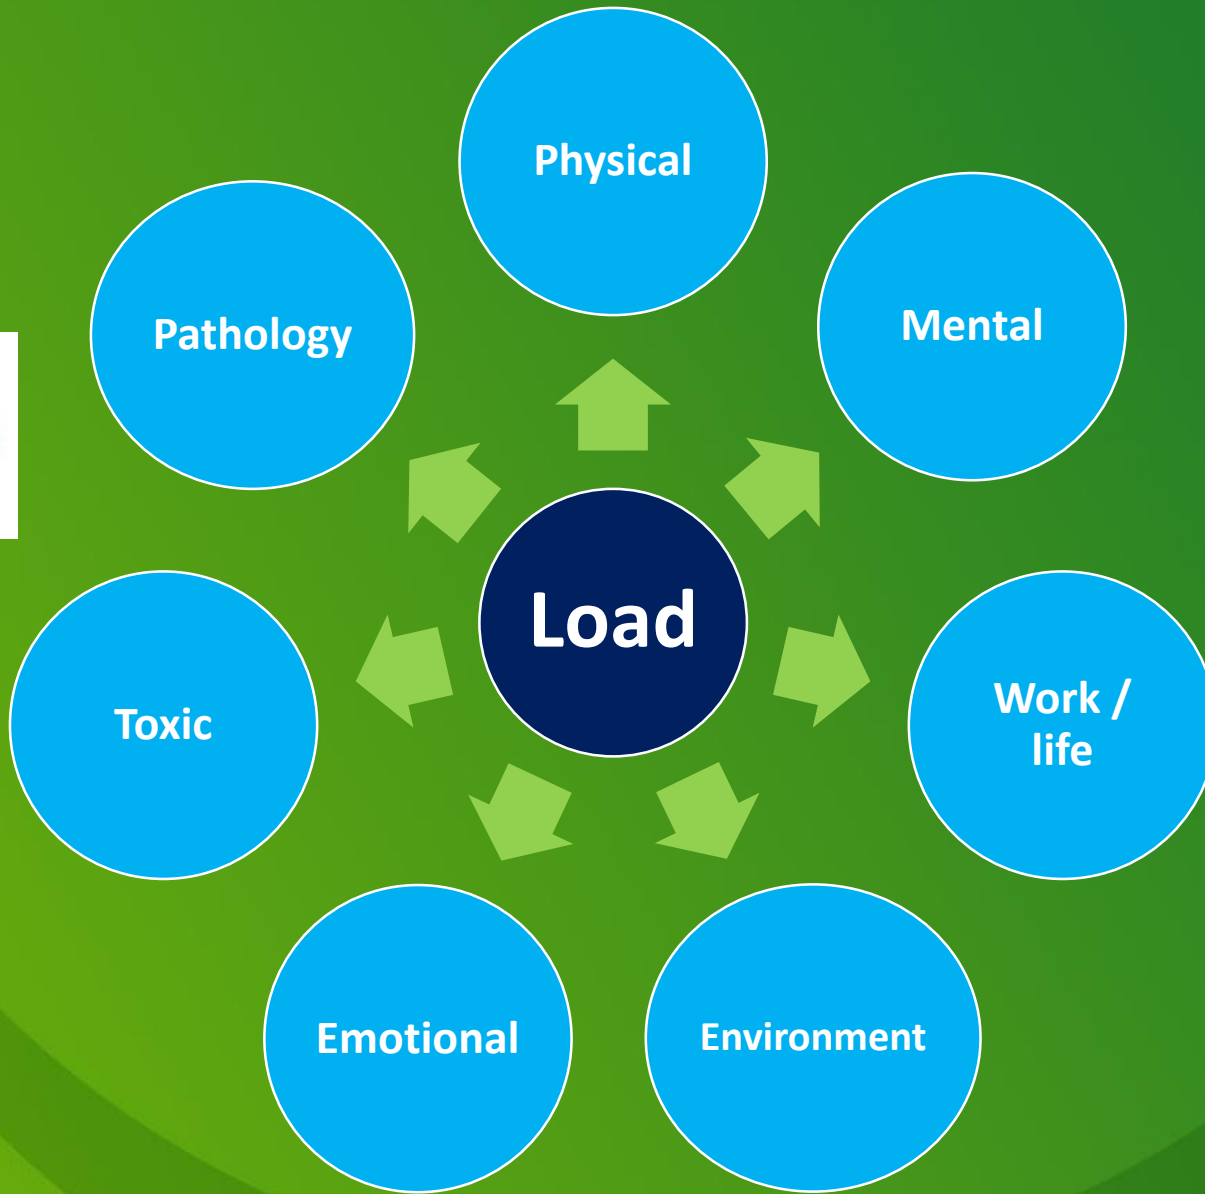 Physical
Mental
Pathology
Load
Work /
life
Toxic
Emotional
Environment